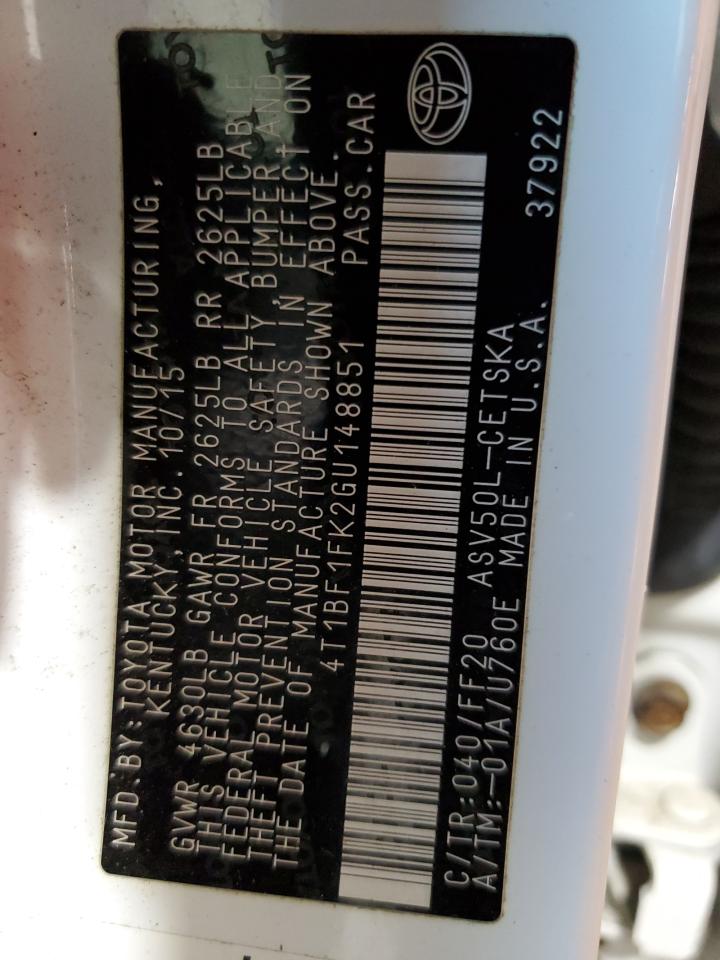 MFD.BY:TOYOTA MOTOR MANUFACTURING,
KENTUCKY,INC. 10/15
GVWR 4630LB GAWR FR 2625LB RR 2625LB
THIS VEHICLE CONFORMS TO ALL APPLICABLE
FEDERAL MOTOR VEHICLE SAFETY,BUMPER AND
THEFT PREVENTION STANDARDS IN EFFECT ON
THE DATE OF MANUFACTURE SHOWN ABOVE.
4T1BF1FK2GU148851 PASS.CAR
C/TR:040/FF20 ASV50L-CETSKA 37922
A/TM:-01A/U760E MADE IN U.S.A.